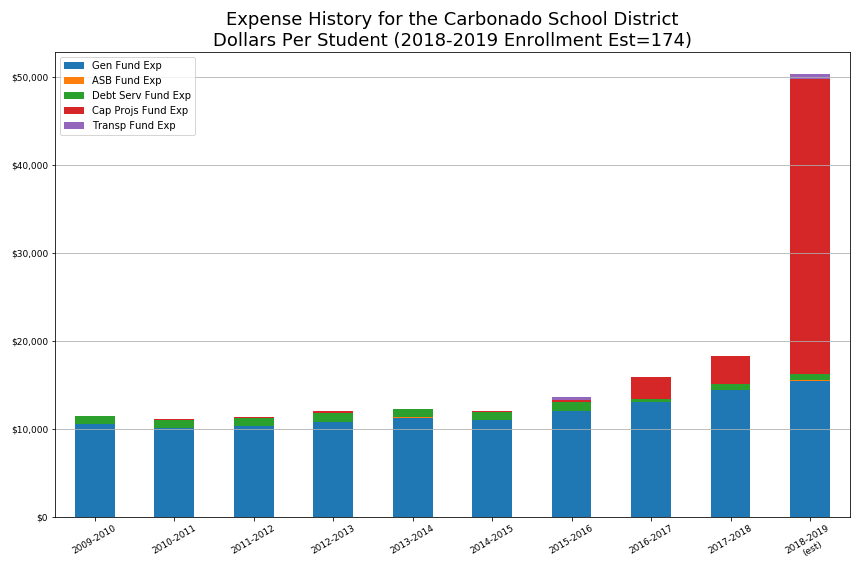 Expense History for the Carbonado School District
Dollars Per Student (2018-2019 Enrollment Est=174)
Gen Fund Exp
ASB Fund Exp
Debt Serv Fund Exp
Cap Projs Fund Exp
Transp Fund Exp
$50,000
$40,000
$30,000
$20,000
$10,000
$0
2009-2010
2010-2011
2011-2012
2012-2013
2013-2014
2014-2015
2015-2016
2016-2017
2017-2018
2018-2019
(est)